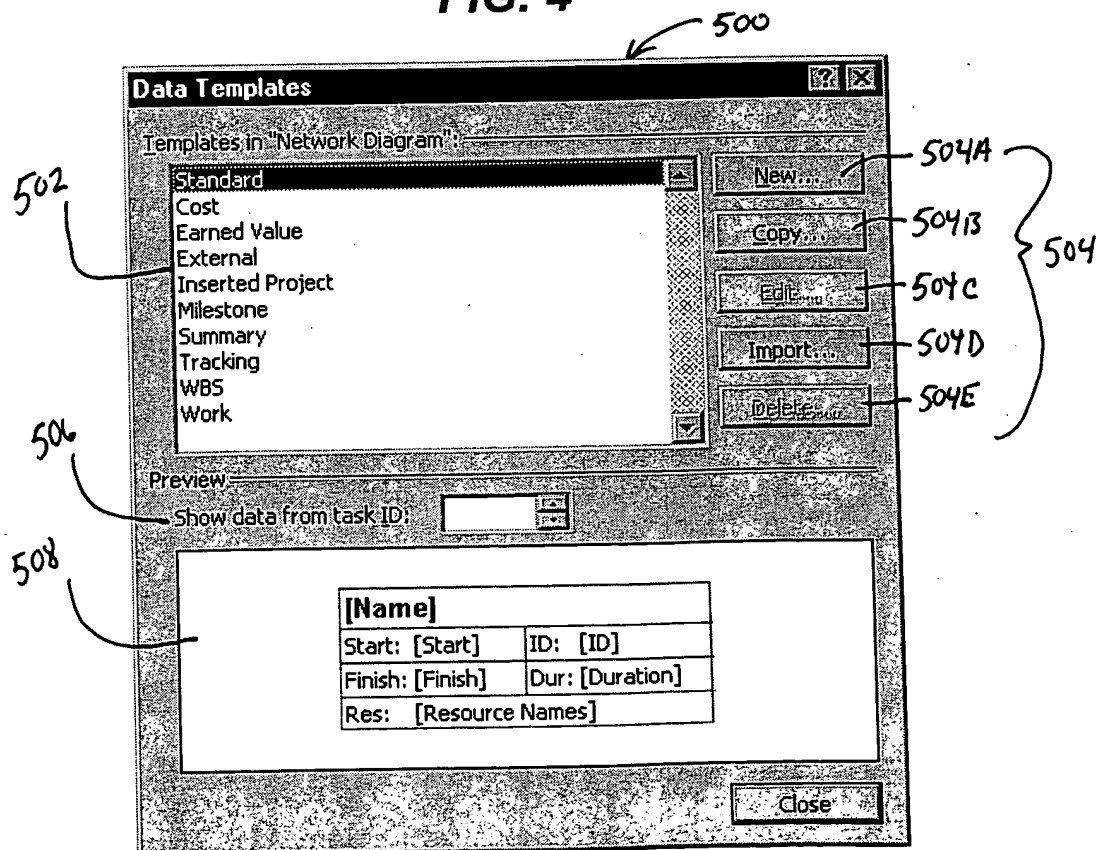 FIG. 4
500
Data Templates
Templates in "Network Diagram":
502
Standard
Cost
Earned Value
External
Inserted Project
Milestone
Summary
Tracking
WBS
Work
New...
Copy...
Edit...
Import...
Delete...
504A
504B
504C
504D
504E
504
Preview
506
Show data from task ID:
508
[Name]
Start: [Start] ID: [ID]
Finish: [Finish] Dur: [Duration]
Res: [Resource Names]
Close